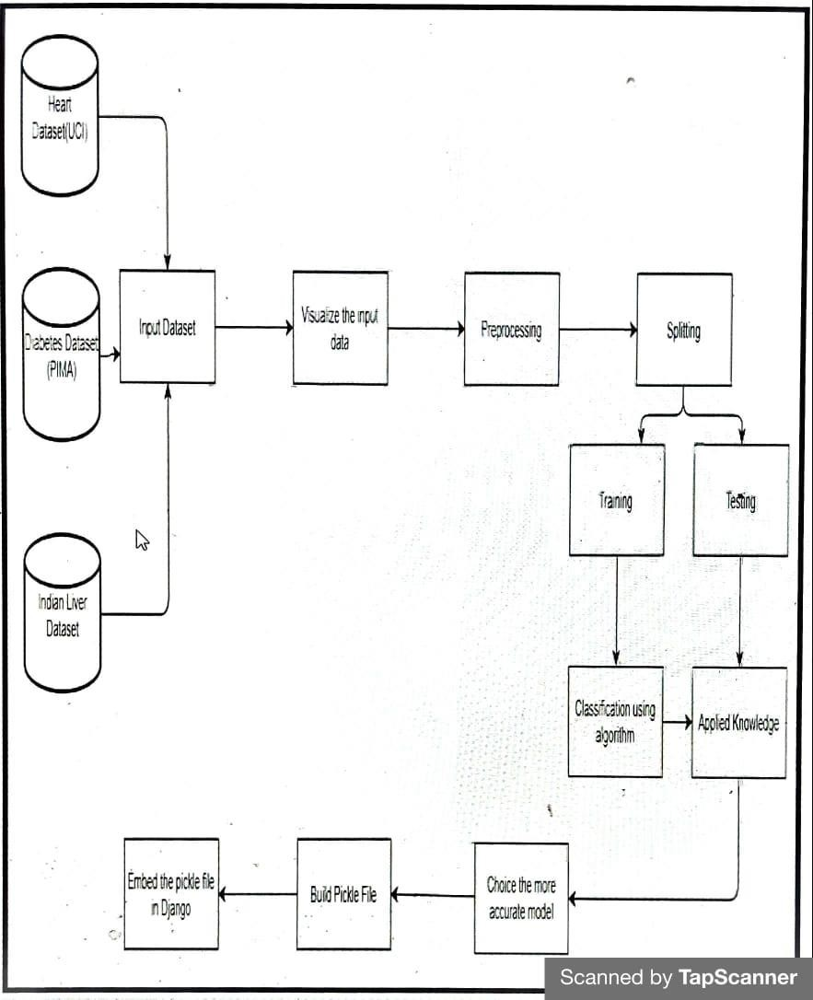 Heart
Dataset(UCI)
Diabetes Dataset
(PIMA)
Input Dataset
Visualize the input
data
Preprocessing
Splitting
Training
Testing
Indian Liver
Dataset
Classification using
algorithm
Applied Knowledge
Choice the more
accurate model
Build Pickle File
Embed the pickle file
in Django
Scanned by TapScanner